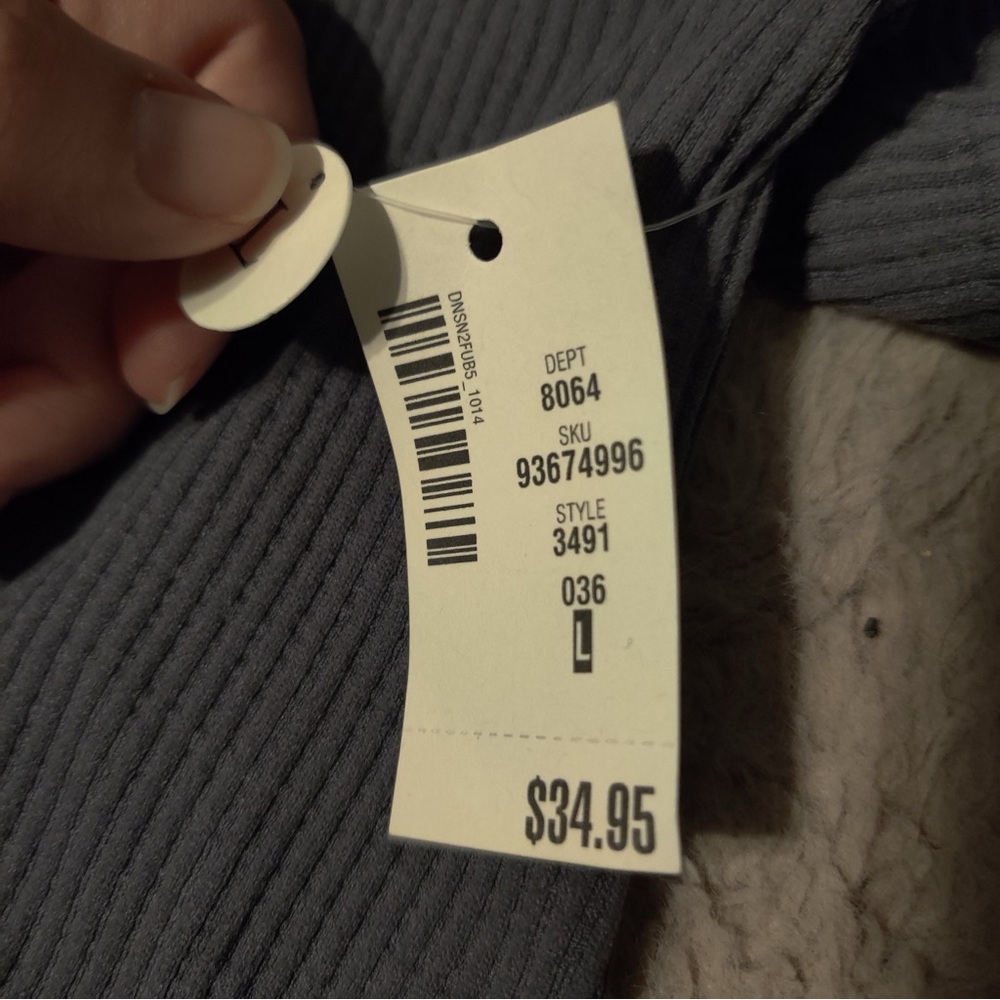 DNSN2FUB5_1014
DEPT
8064
SKU
93674996
STYLE
3491
036
L
$34.95